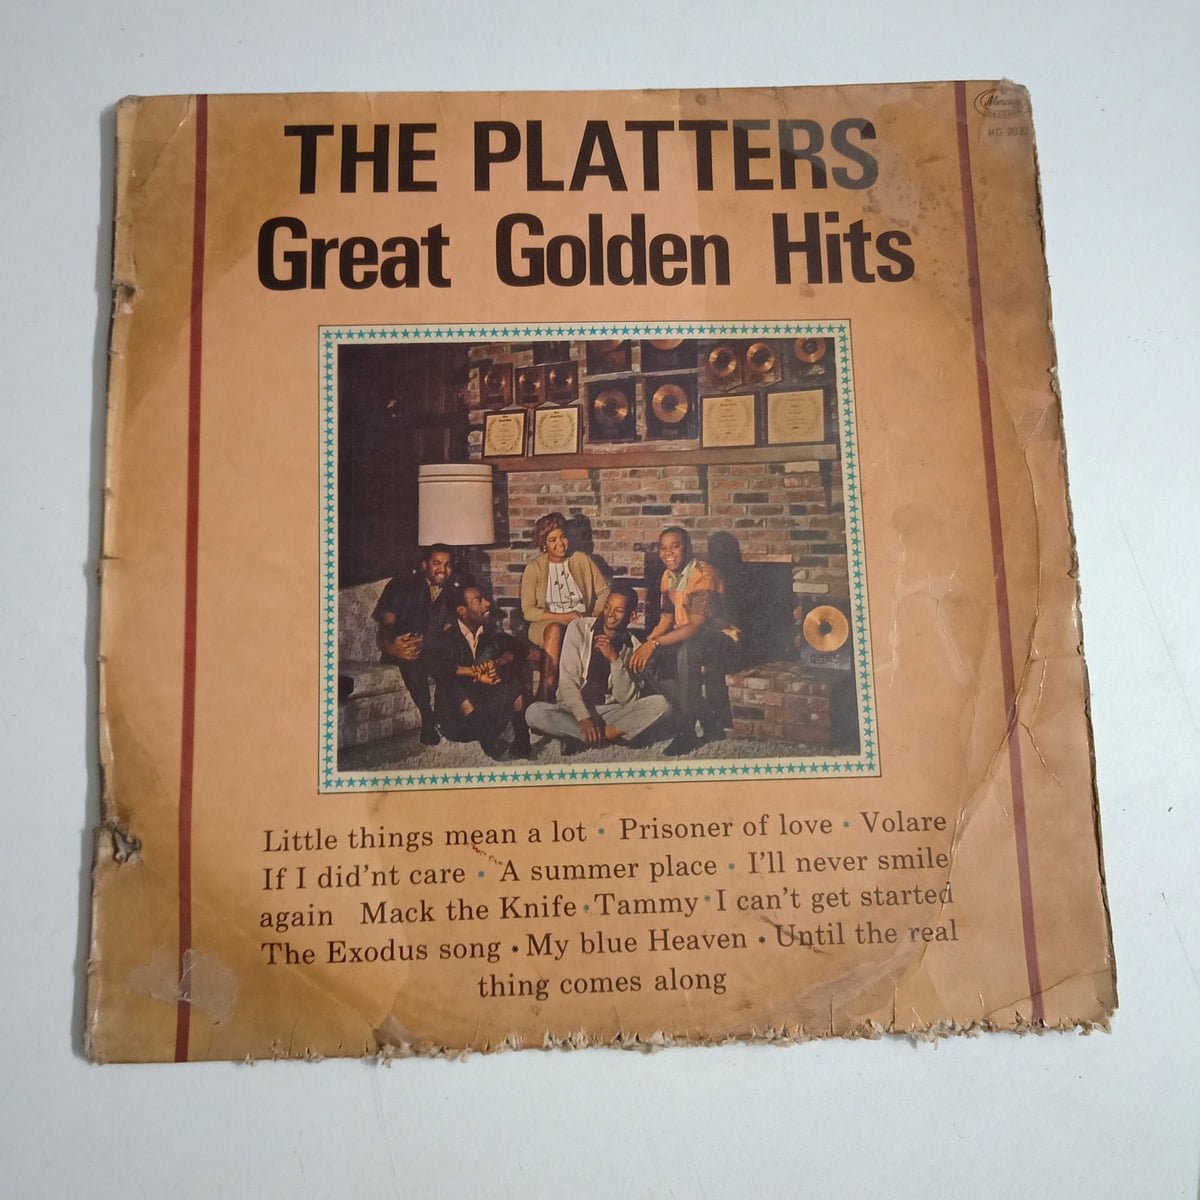 THE PLATTERS
Great Golden Hits
Mercury
RECORDS
Little things mean a lot • Prisoner of love • Volare
If I did'nt care • A summer place • I'll never smile
again Mack the Knife • Tammy • I can't get started
The Exodus song • My blue Heaven • Until the real
thing comes along